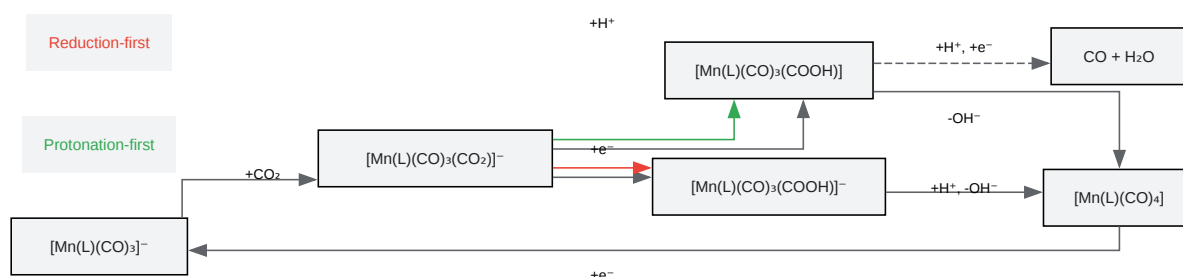 Reduction-first
+H⁺
[Mn(L)(CO)₃(COOH)]
+H⁺, +e⁻
CO + H₂O
Protonation-first
-OH⁻
[Mn(L)(CO)₃(CO₂)]⁻
+e⁻
+CO₂
[Mn(L)(CO)₃(COOH)]⁻
+H⁺, -OH⁻
[Mn(L)(CO)₄]
[Mn(L)(CO)₃]⁻
+e⁻